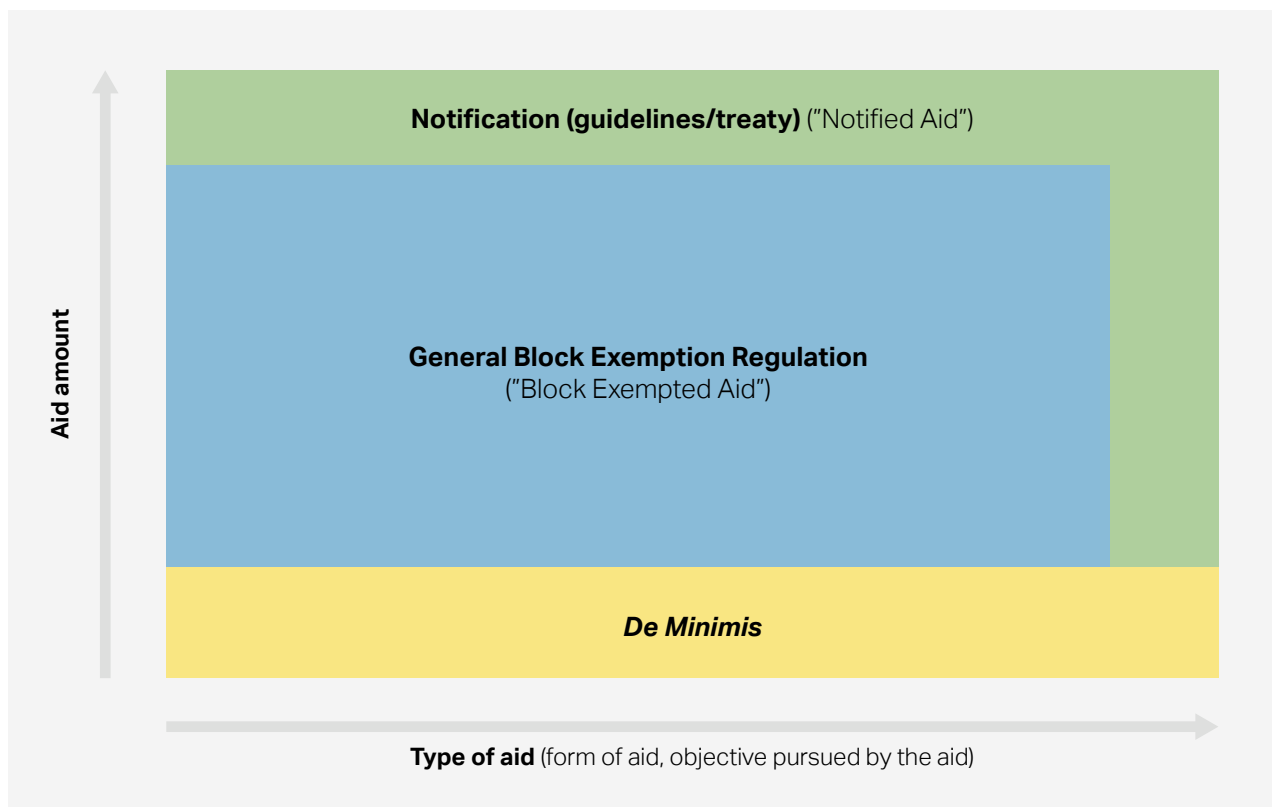 Notification (guidelines/treaty) (”Notified Aid”)
General Block Exemption Regulation
(”Block Exempted Aid”)
De Minimis
Aid amount
Type of aid (form of aid, objective pursued by the aid)